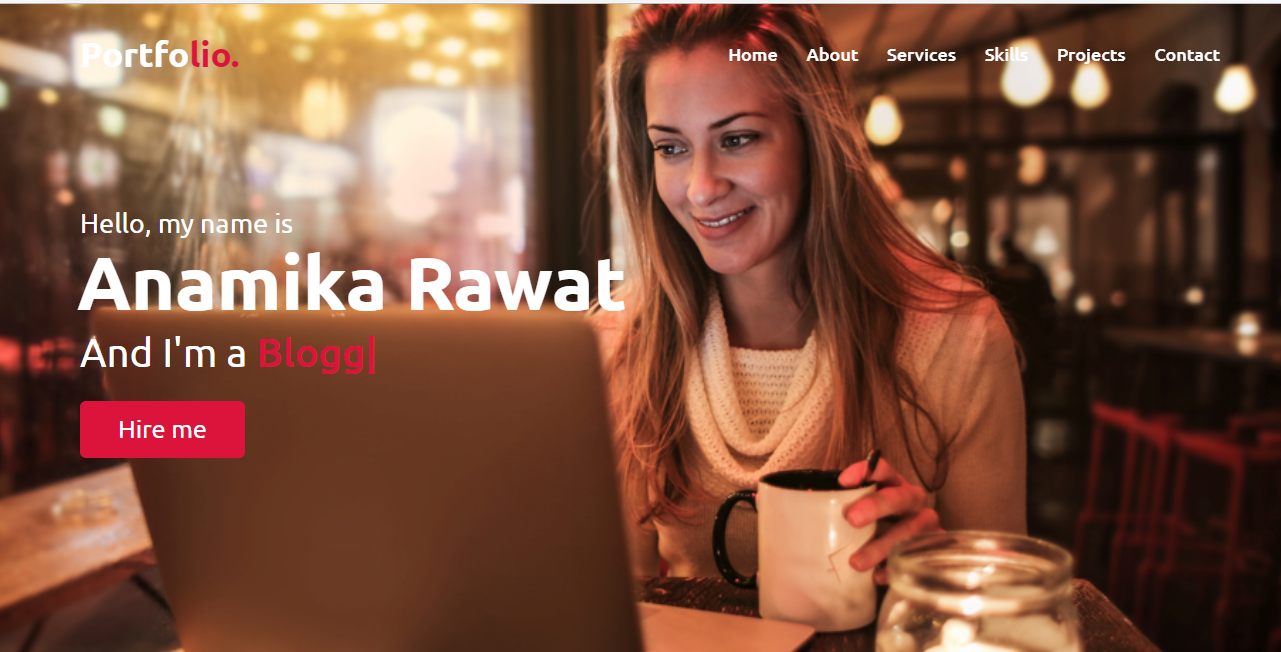 Portfolio.
Home About Services Skills Projects Contact
Hello, my name is
Anamika Rawat
And I'm a Blogg|
Hire me